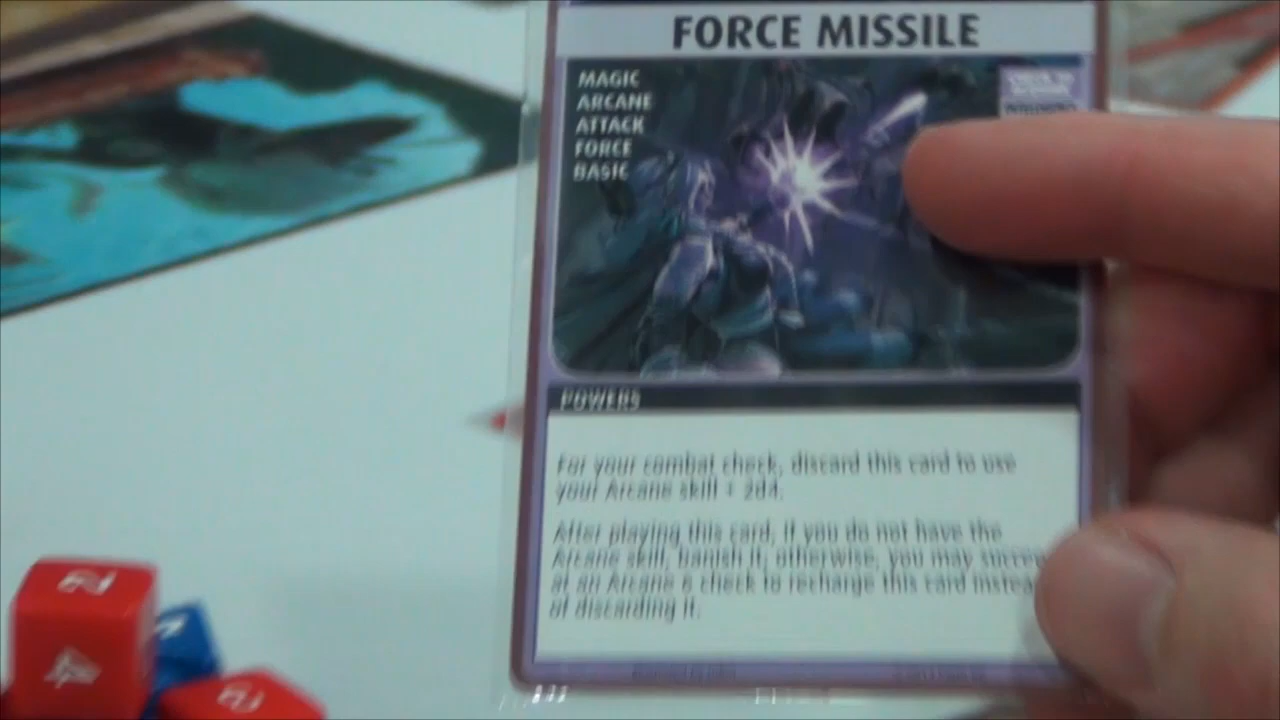 FORCE MISSILE
MAGIC
ARCANE
ATTACK
FORCE
BASIC
POWERS
For your combat check, discard this card to use
your Arcane skill + 2d4.
After playing this card, if you do not have the
Arcane skill, banish it; otherwise, you may
at an Arcane 6 check to recharge this card
of discarding it.